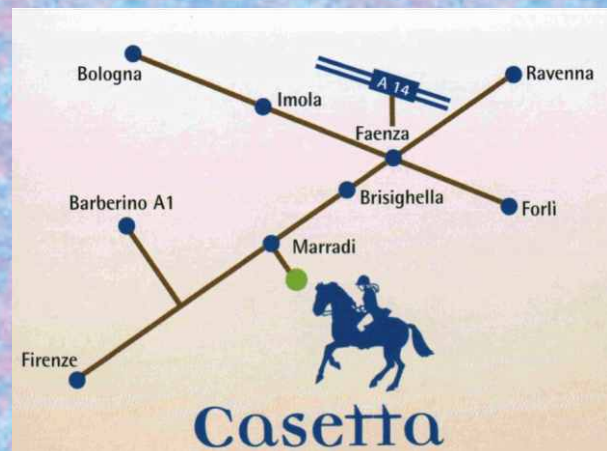 Bologna
Imola
A 14
Ravenna
Faenza
Brisighella
Forlì
Barberino A1
Marradi
Firenze
Casetta